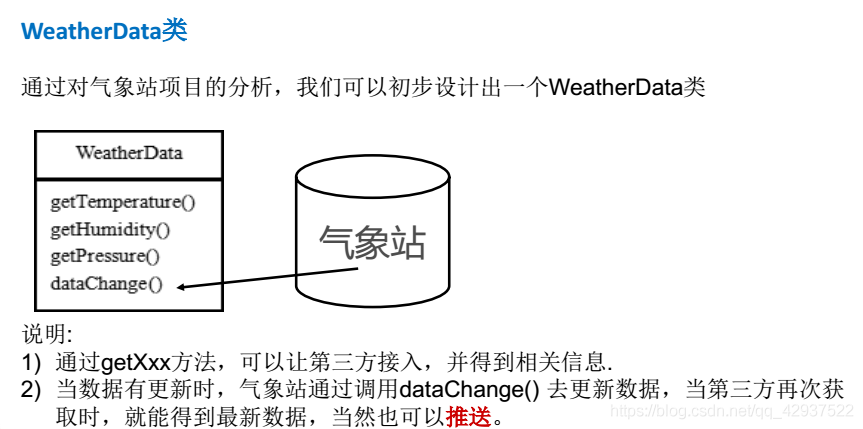 WeatherData类
通过对气象站项目的分析，我们可以初步设计出一个WeatherData类
WeatherData
getTemperature()
getHumidity()
getPressure()
dataChange()
气象站
说明:
1) 通过getXxx方法，可以让第三方接入，并得到相关信息.
2) 当数据有更新时，气象站通过调用dataChange() 去更新数据，当第三方再次获
取时，就能得到最新数据，当然也可以推送。
https://blog.csdn.net/qq_42937522